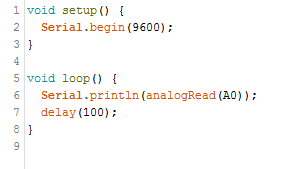 1 void setup() {
2   Serial.begin(9600);
3 }
4
5 void loop() {
6   Serial.println(analogRead(A0));
7   delay(100);
8 }
9